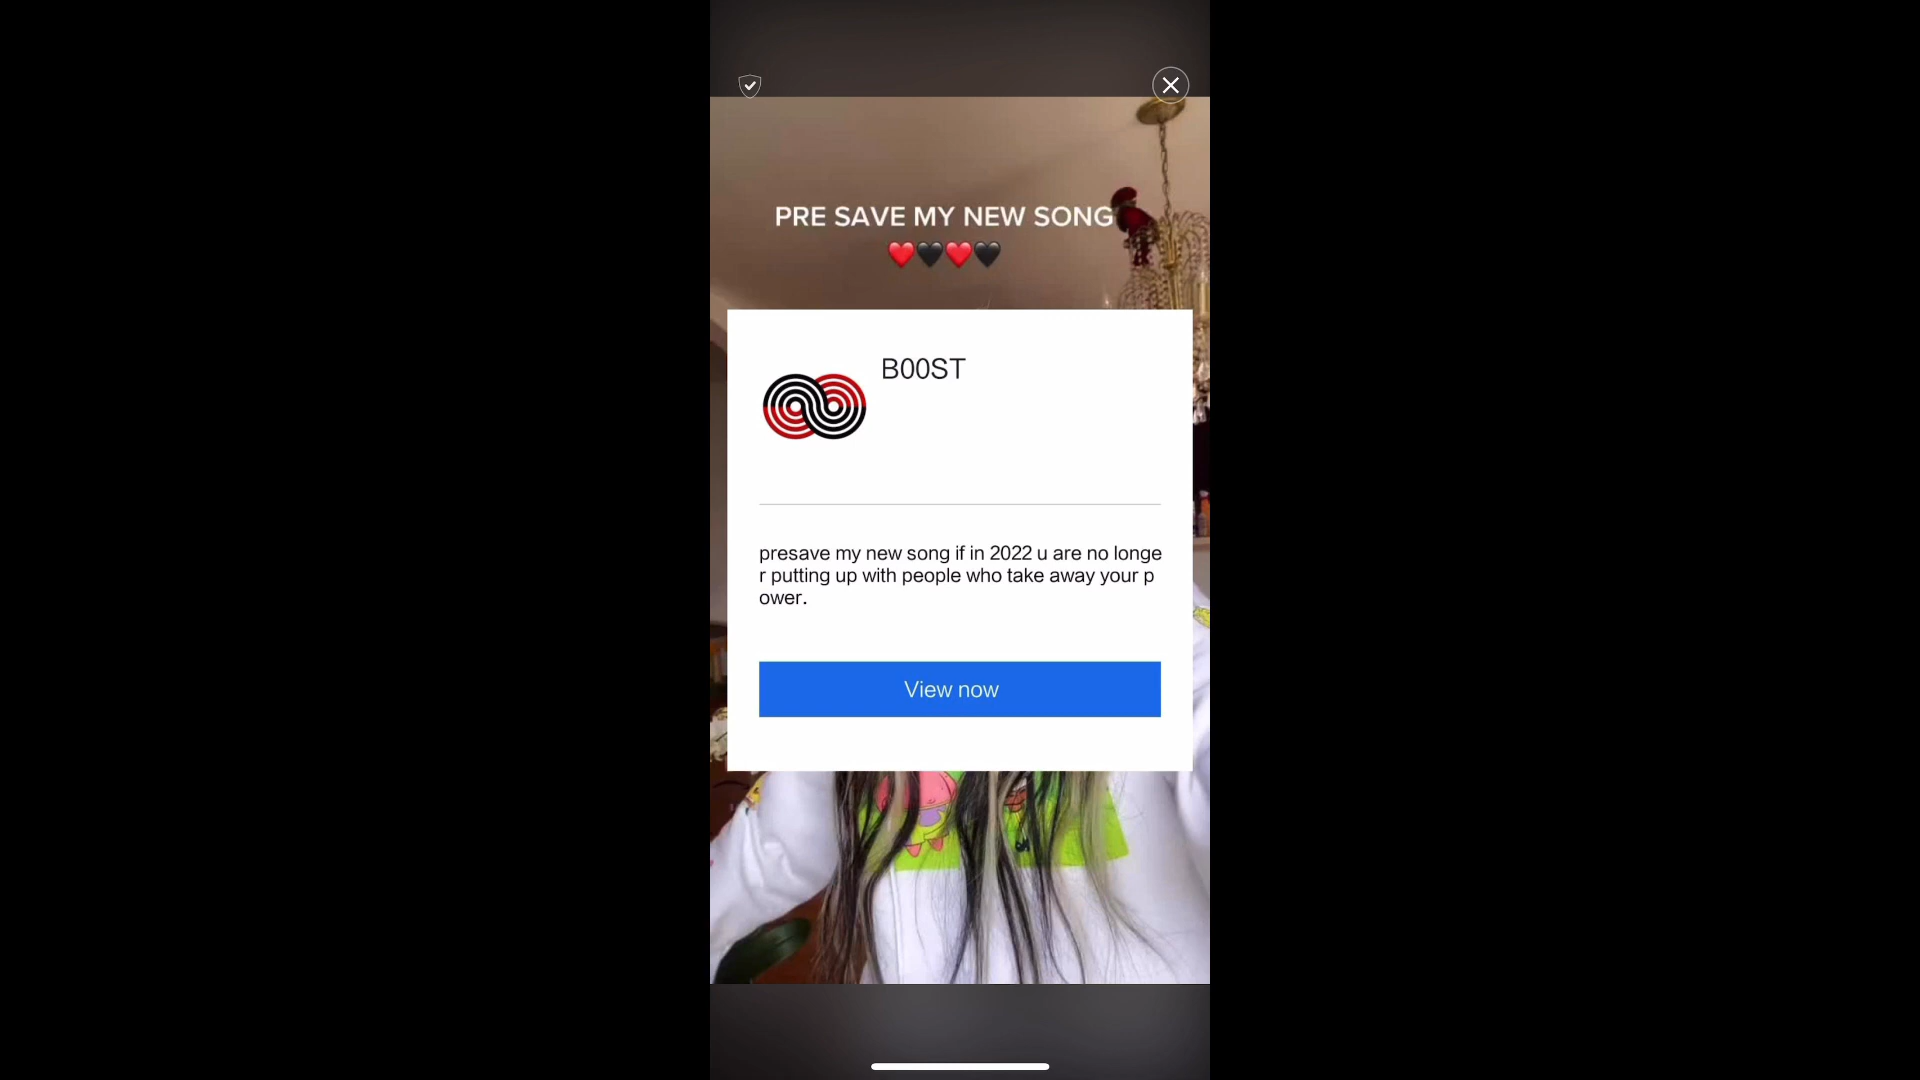 PRE SAVE MY NEW SONG
❤️🖤❤️🖤
B00ST
presave my new song if in 2022 u are no longe
r putting up with people who take away your p
ower.
View now